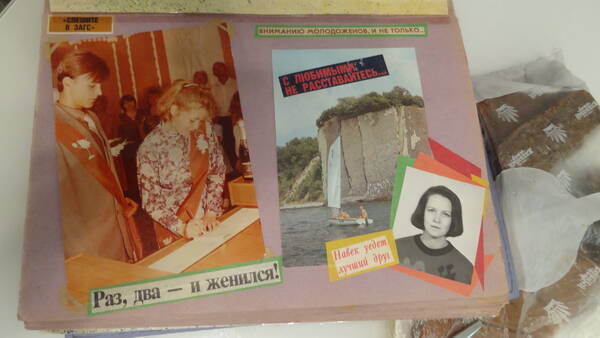 «СПЕШИТЕ
В ЗАГС»
ВНИМАНИЮ МОЛОДОЖЕНОВ, И НЕ ТОЛЬКО...
С ЛЮБИМЫМИ
НЕ РАССТАВАЙТЕСЬ...
Навек уедет
лучший друг
Раз, два — и женился!